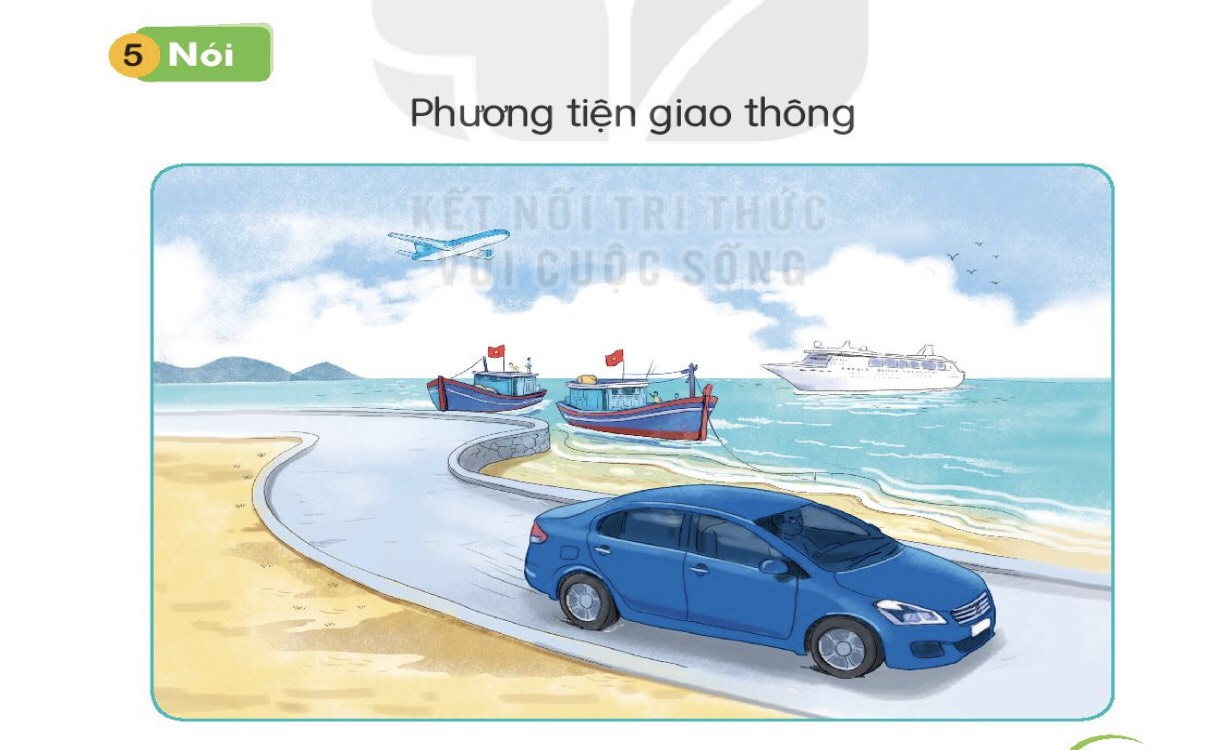 5 Nói
Phương tiện giao thông
KẾT NỐI TRI THỨC
VỚI CUỘC SỐNG